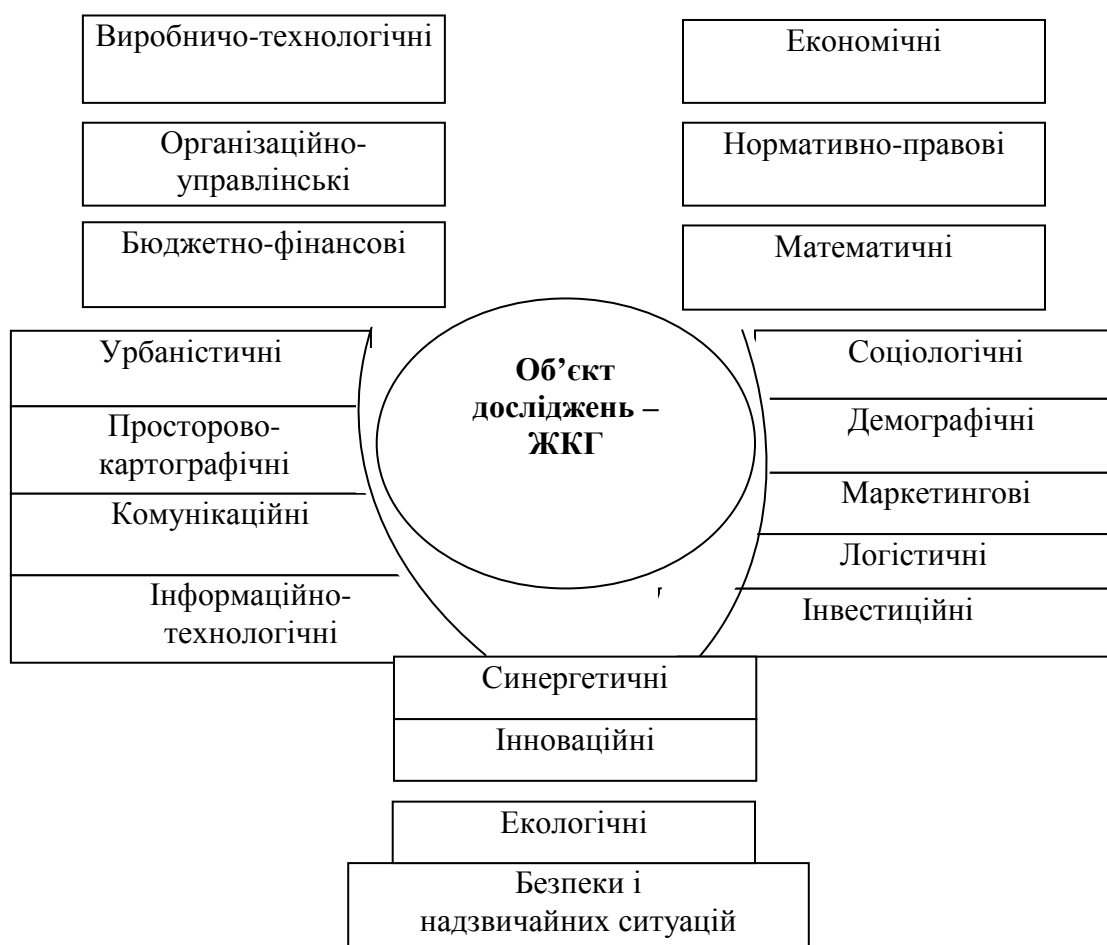 Виробничо-технологічні
Економічні
Організаційно-
управлінські
Нормативно-правові
Бюджетно-фінансові
Математичні
Урбаністичні
Просторово-
картографічні
Комунікаційні
Інформаційно-
технологічні
Об’єкт
досліджень –
ЖКГ
Соціологічні
Демографічні
Маркетингові
Логістичні
Інвестиційні
Синергетичні
Інноваційні
Екологічні
Безпеки і
надзвичайних ситуацій